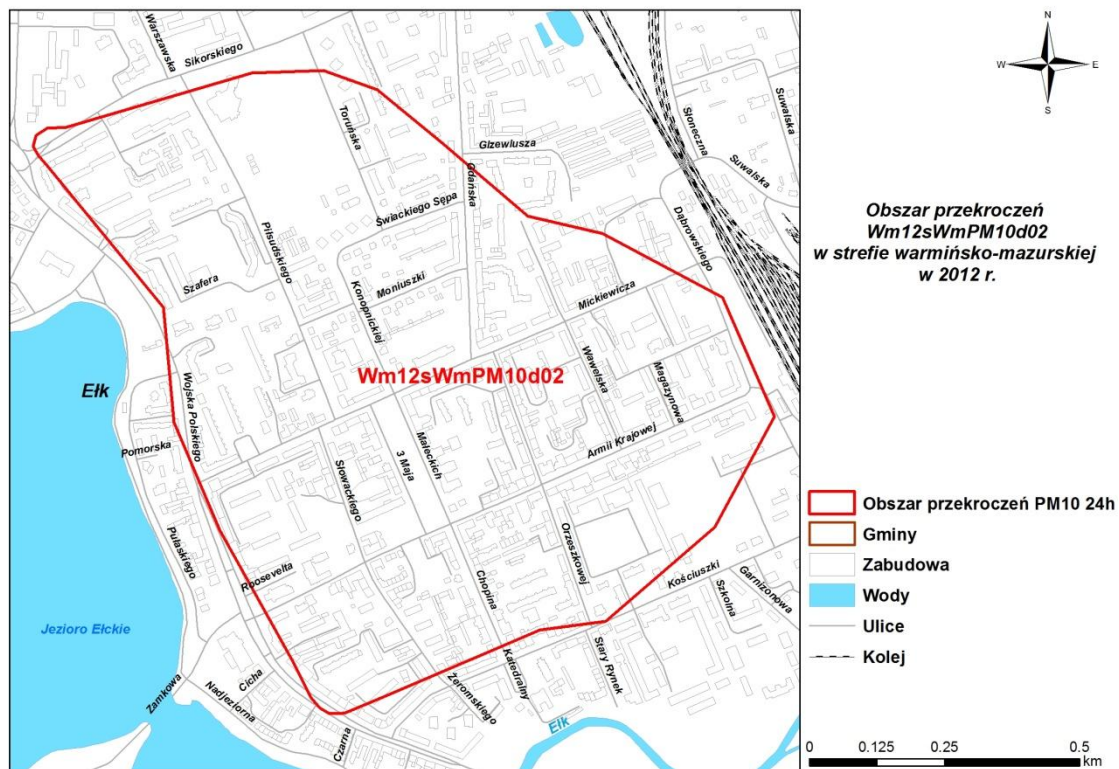 Warszawska
Sikorskiego
Toruńska
Gizewiusza
Gdańska
Słoneczna
Suwalska
Suwalska
Dąbrowskiego
Świackiego Sępa
Piłsudskiego
Szafera
Moniuszki
Konopnickiej
Mickiewicza
Wm12sWmPM10d02
Wawelska
Magazynowa
Ełk
Wojska Polskiego
Pomorska
Armii Krajowej
Małeckich
3 Maja
Słowackiego
Pułaskiego
Roosevelta
Orzeszkowej
Chopina
Kościuszki
Szkolna
Garnizonowa
Jezioro Ełckie
Stary Rynek
Katedralny
Żeromskiego
Cicha
Zamkowa
Nadjeziorna
Czarna
Ełk
N
W
E
S
Obszar przekroczeń
Wm12sWmPM10d02
w strefie warmińsko-mazurskiej
w 2012 r.
Obszar przekroczeń PM10 24h
Gminy
Zabudowa
Wody
Ulice
Kolej
0 0.125 0.25 0.5
km